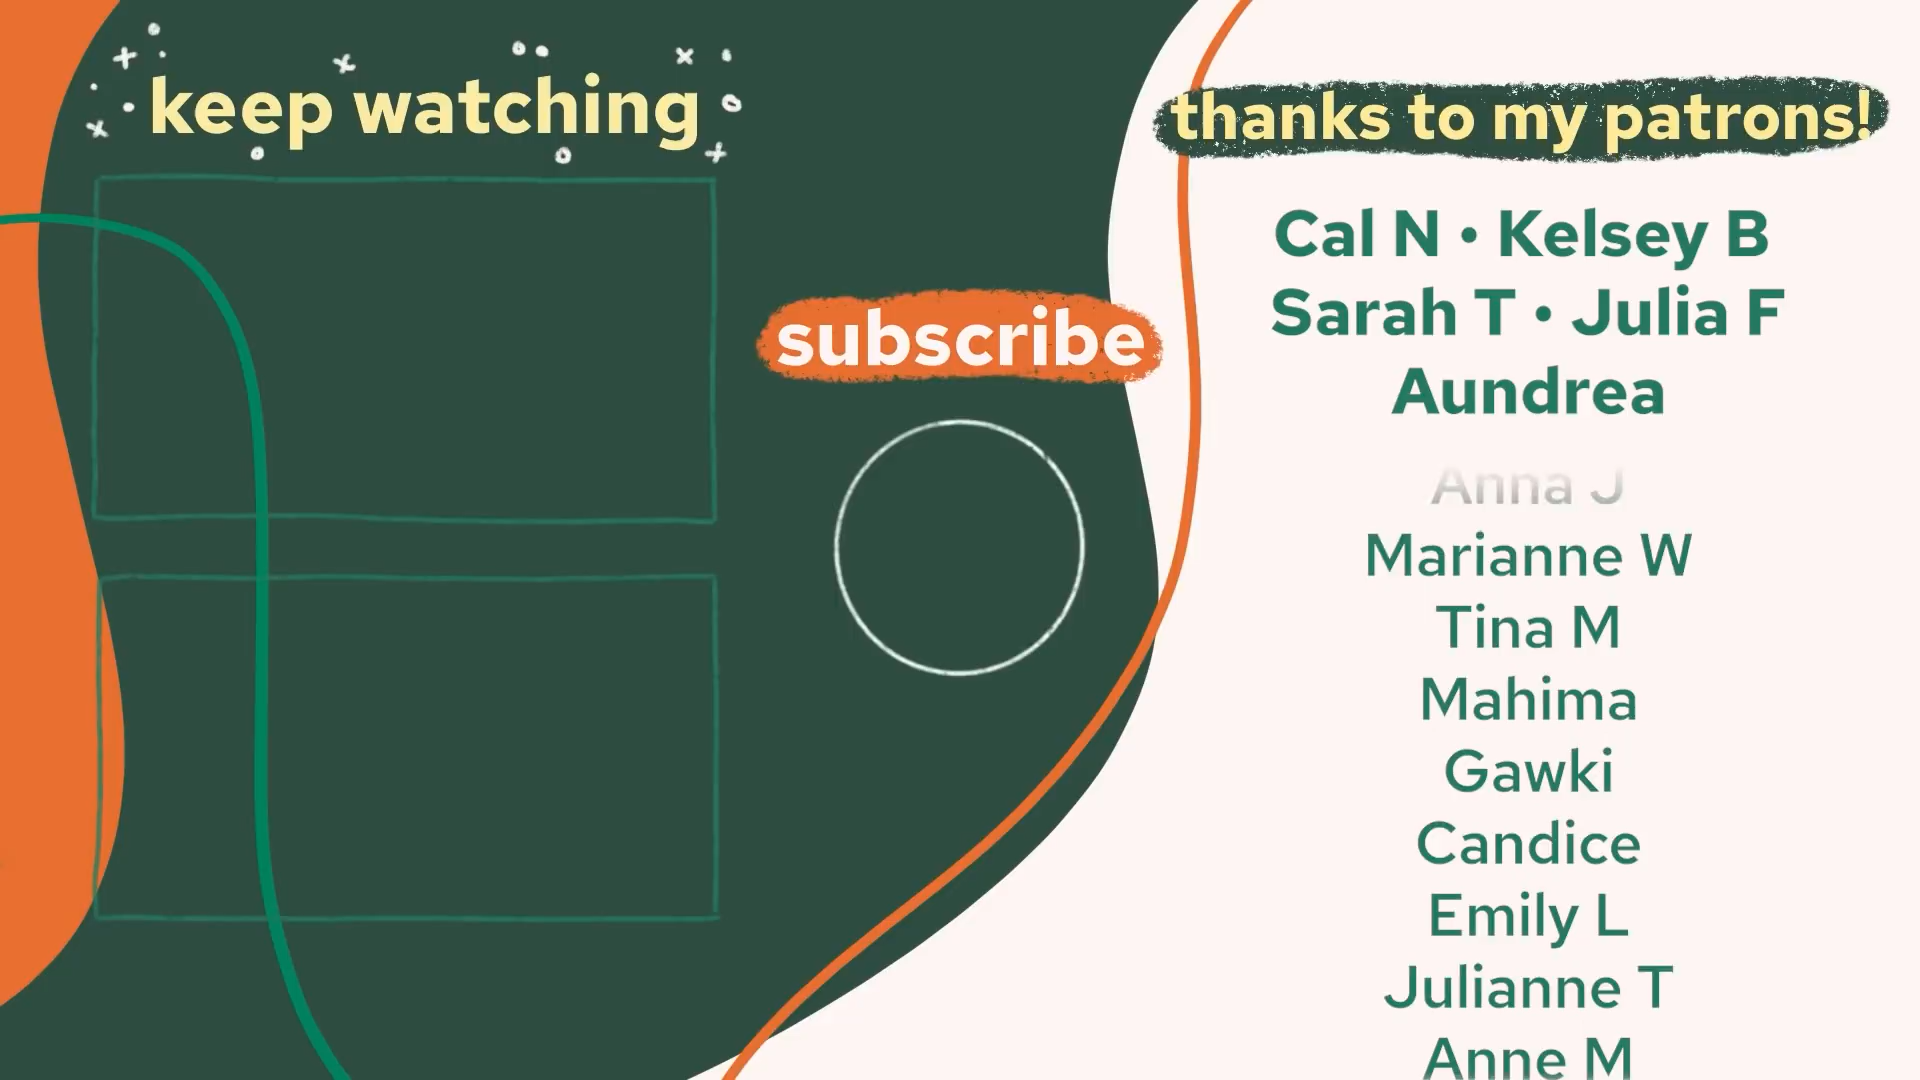 keep watching
subscribe
thanks to my patrons!
Cal N • Kelsey B
Sarah T • Julia F
Aundrea
Anna J
Marianne W
Tina M
Mahima
Gawki
Candice
Emily L
Julianne T
Anne M